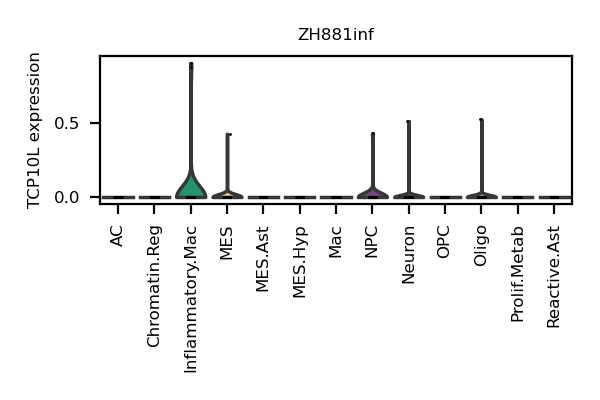 ZH881inf
TCP10L expression
0.5
0.0
AC
Chromatin.Reg
Inflammatory.Mac
MES
MES.Ast
MES.Hyp
Mac
NPC
Neuron
OPC
Oligo
Prolif.Metab
Reactive.Ast